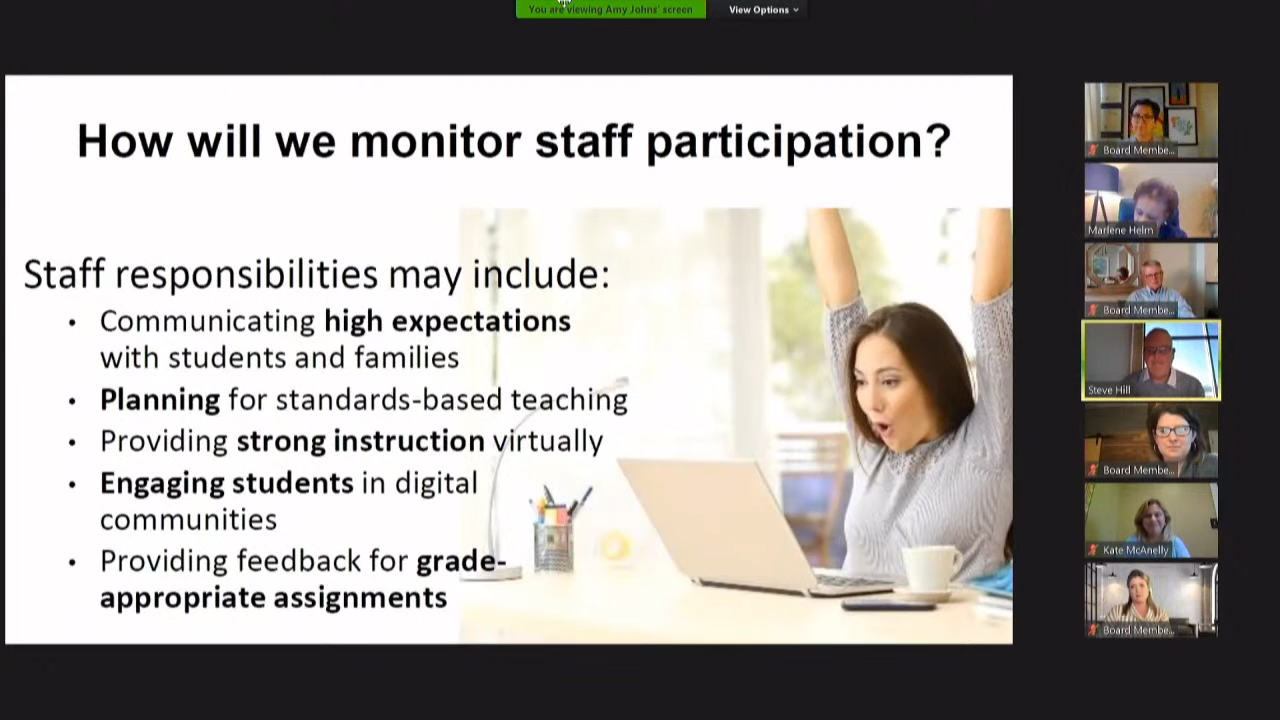 You are viewing Amy Johns' screen
View Options
How will we monitor staff participation?
Staff responsibilities may include:
• Communicating high expectations
with students and families
• Planning for standards-based teaching
• Providing strong instruction virtually
• Engaging students in digital
communities
• Providing feedback for grade-
appropriate assignments
Board Membe...
Marlene Helm
Board Membe...
Steve Hill
Board Membe...
Kate McAnelly
Board Membe...